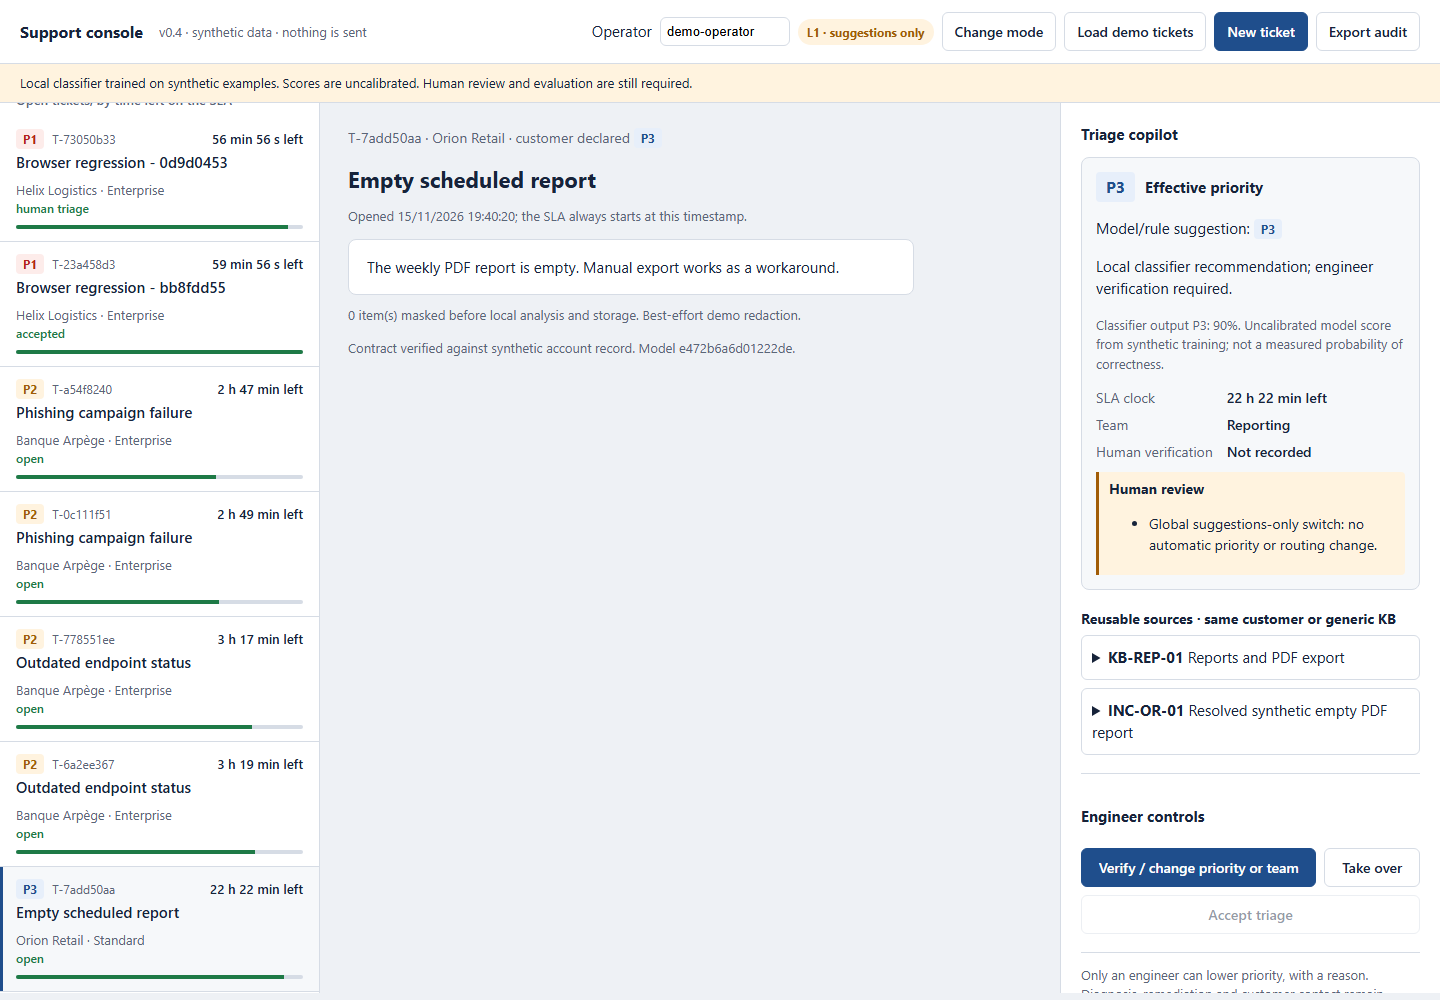 Support console
v0.4 · synthetic data · nothing is sent
Operator
demo-operator
L1 · suggestions only
Change mode
Load demo tickets
New ticket
Export audit
Local classifier trained on synthetic examples. Scores are uncalibrated. Human review and evaluation are still required.
Open tickets, by time left on the SLA
P1 T-73050b33 56 min 56 s left
Browser regression - 0d9d0453
Helix Logistics · Enterprise
human triage
P1 T-23a458d3 59 min 56 s left
Browser regression - bb8fdd55
Helix Logistics · Enterprise
accepted
P2 T-a54f8240 2 h 47 min left
Phishing campaign failure
Banque Arpège · Enterprise
open
P2 T-0c111f51 2 h 49 min left
Phishing campaign failure
Banque Arpège · Enterprise
open
P2 T-778551ee 3 h 17 min left
Outdated endpoint status
Banque Arpège · Enterprise
open
P2 T-6a2ee367 3 h 19 min left
Outdated endpoint status
Banque Arpège · Enterprise
open
P3 T-7add50aa 22 h 22 min left
Empty scheduled report
Orion Retail · Standard
open
T-7add50aa · Orion Retail · customer declared P3
Empty scheduled report
Opened 15/11/2026 19:40:20; the SLA always starts at this timestamp.
The weekly PDF report is empty. Manual export works as a workaround.
0 item(s) masked before local analysis and storage. Best-effort demo redaction.
Contract verified against synthetic account record. Model e472b6a6d01222de.
Triage copilot
P3 Effective priority
Model/rule suggestion: P3
Local classifier recommendation; engineer
verification required.
Classifier output P3: 90%. Uncalibrated model score
from synthetic training; not a measured probability of
correctness.
SLA clock 22 h 22 min left
Team Reporting
Human verification Not recorded
Human review
• Global suggestions-only switch: no
automatic priority or routing change.
Reusable sources · same customer or generic KB
▶ KB-REP-01 Reports and PDF export
▶ INC-OR-01 Resolved synthetic empty PDF
report
Engineer controls
Verify / change priority or team
Take over
Accept triage
Only an engineer can lower priority, with a reason.
Diagnosis, remediation and customer contact remain